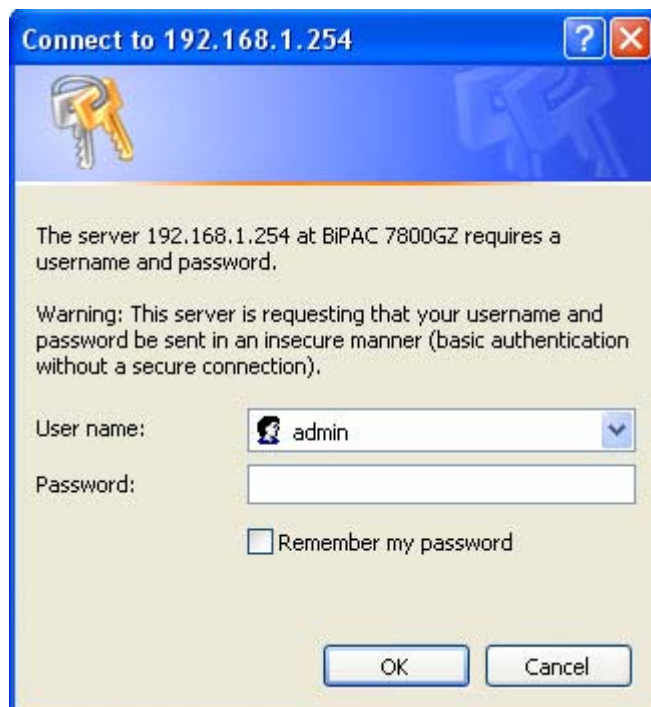 Connect to 192.168.1.254
The server 192.168.1.254 at BiPAC 7800GZ requires a
username and password.
Warning: This server is requesting that your username and
password be sent in an insecure manner (basic authentication
without a secure connection).
User name:
admin
Password:
Remember my password
OK
Cancel